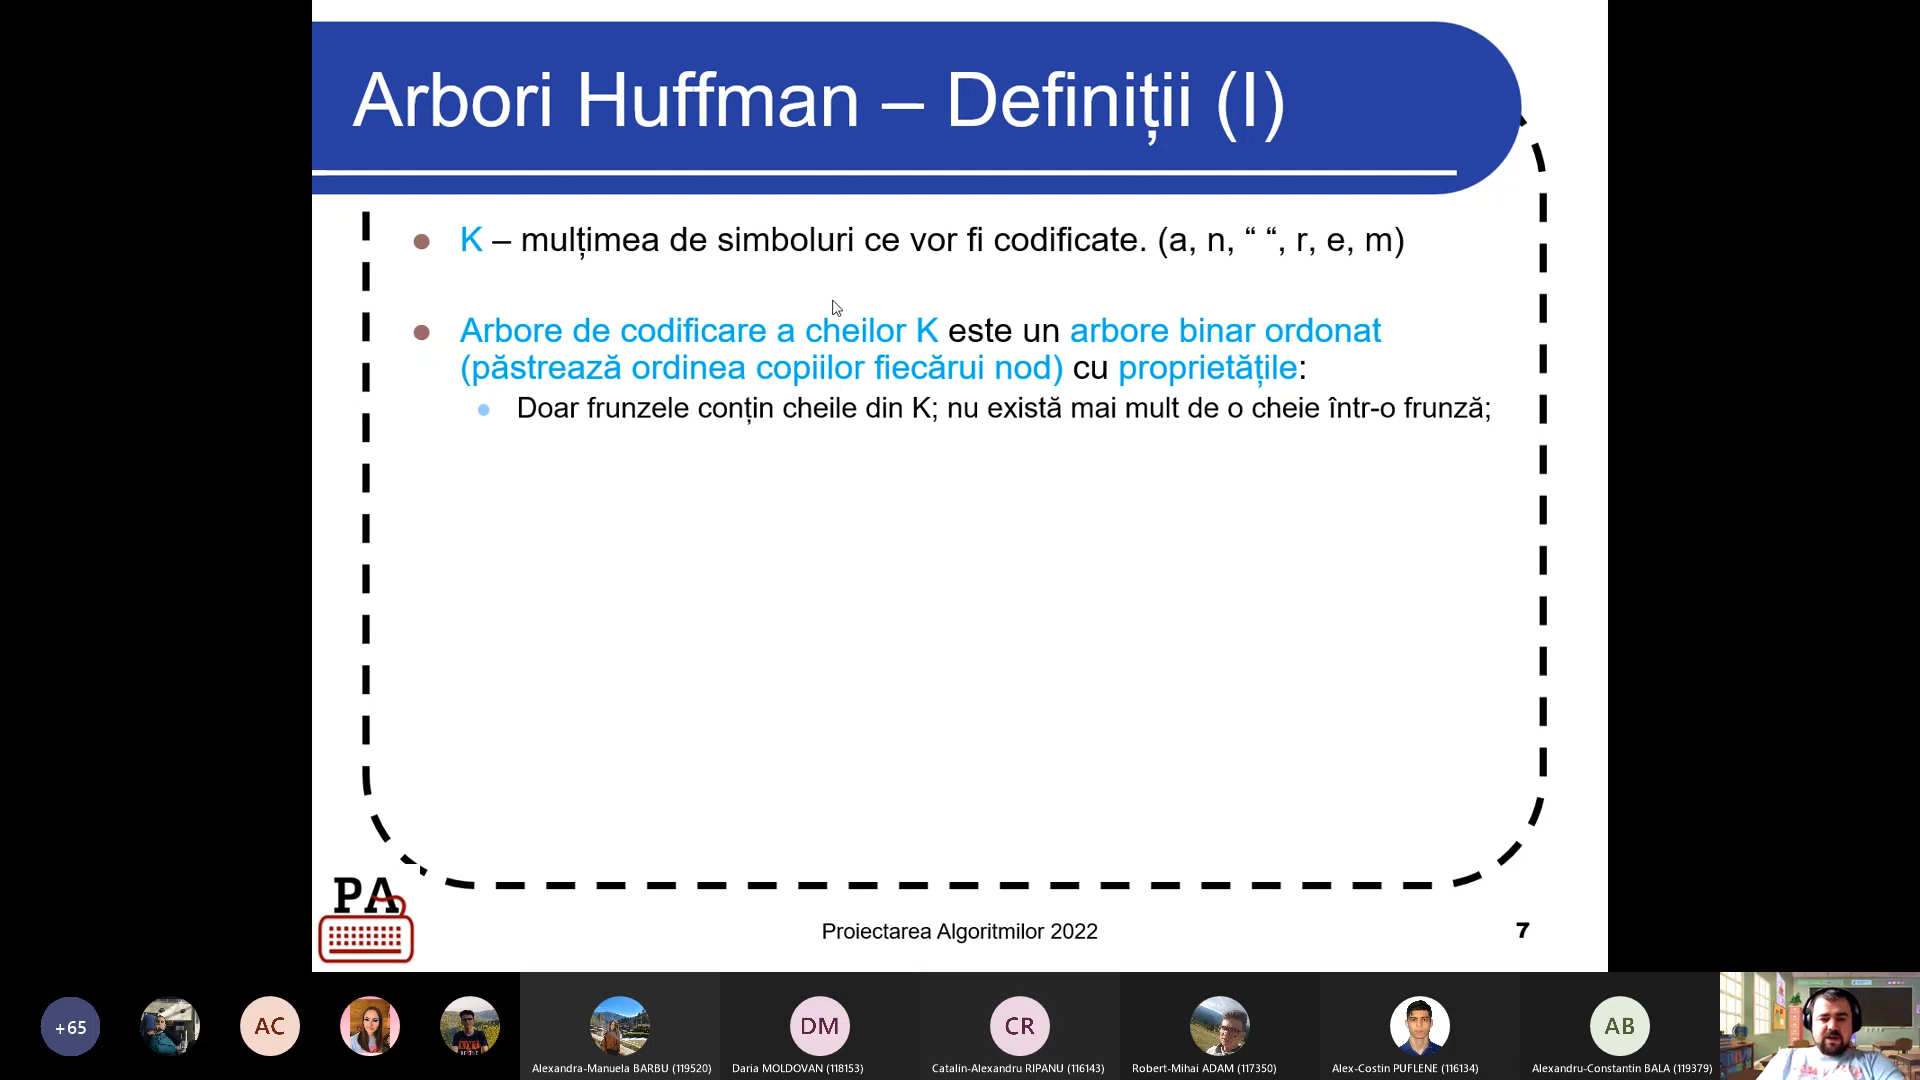 Arbori Huffman – Definiții (I)
K – mulțimea de simboluri ce vor fi codificate. (a, n, “ “, r, e, m)
Arbore de codificare a cheilor K este un arbore binar ordonat
(păstrează ordinea copiilor fiecărui nod) cu proprietățile:
Doar frunzele conțin cheile din K; nu există mai mult de o cheie într-o frunză;
PA
Proiectarea Algoritmilor 2022
7
+65
AC
DM
CR
AB
Alexandra-Manuela BARBU (119520)
Daria MOLDOVAN (118153)
Catalin-Alexandru RIPANU (116143)
Robert-Mihai ADAM (117350)
Alex-Costin PUFLENE (116134)
Alexandru-Constantin BALA (119379)